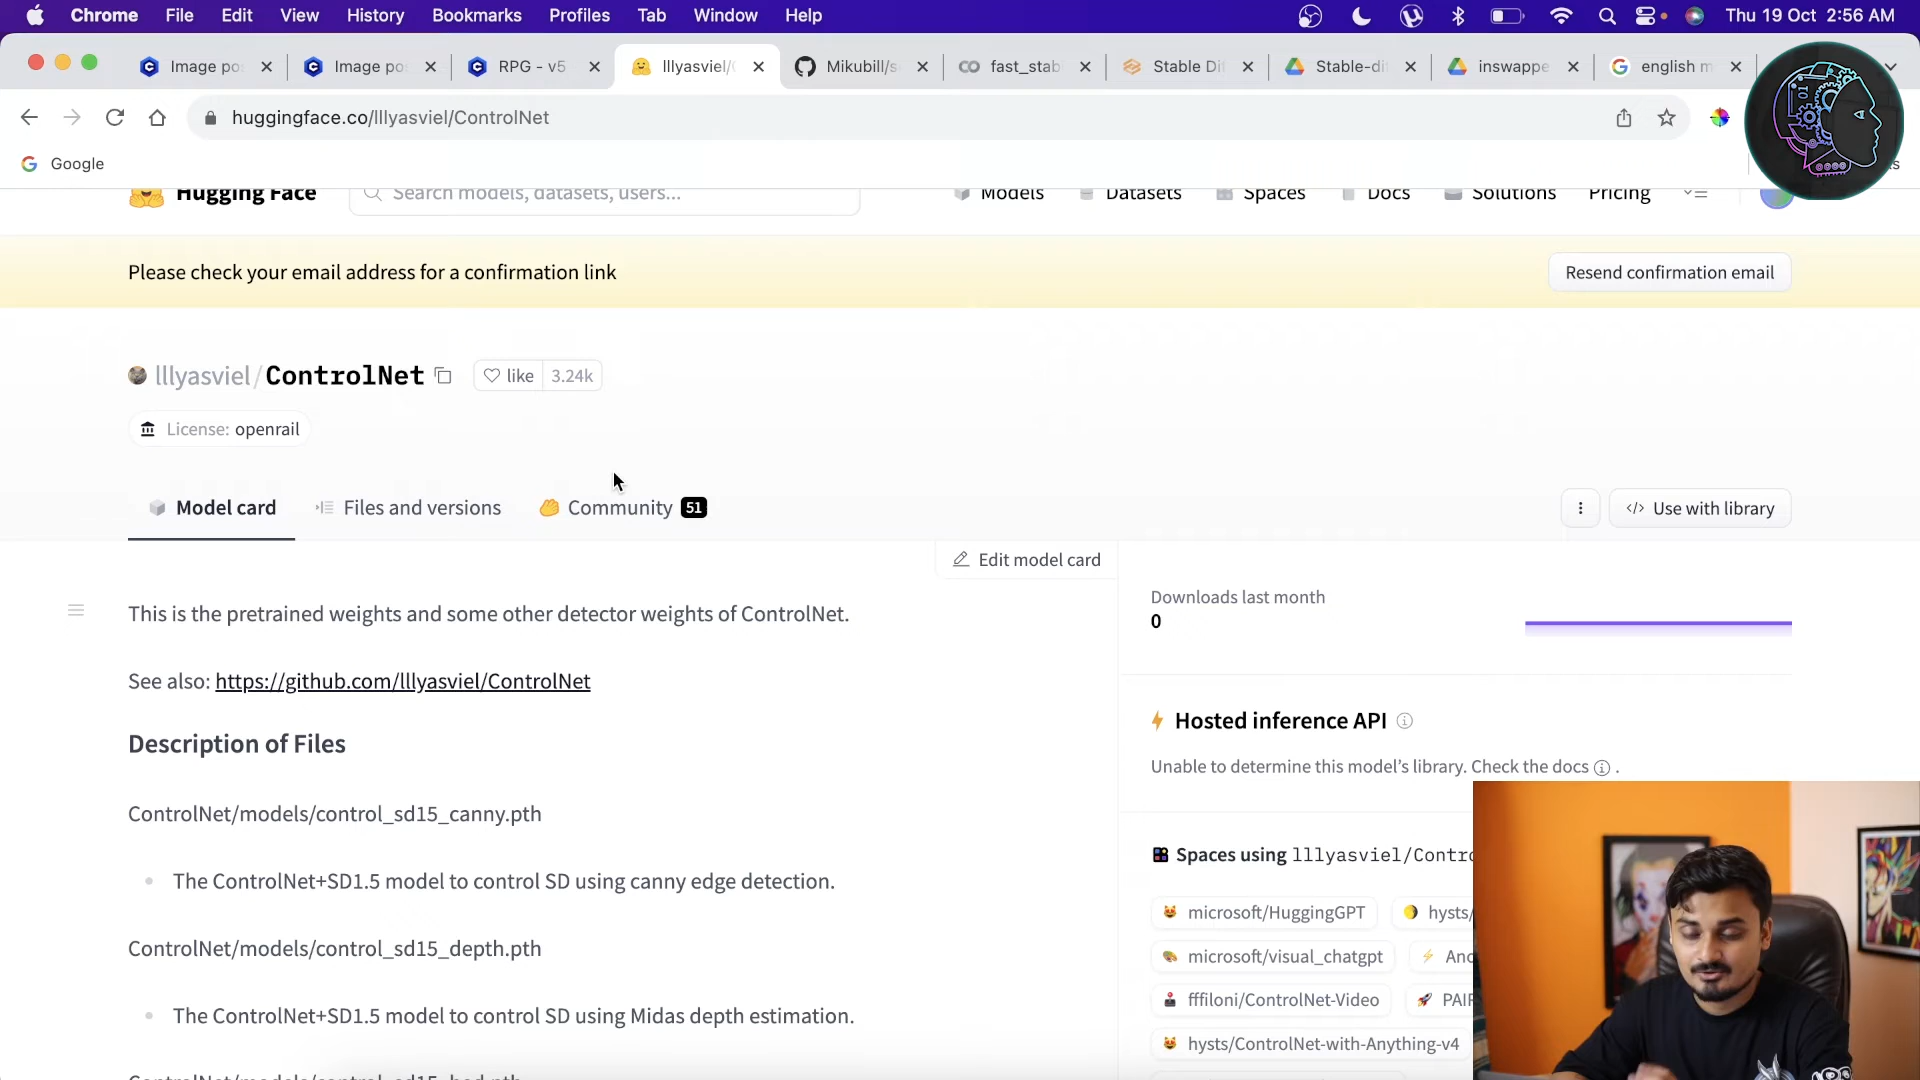 Chrome File Edit View History Bookmarks Profiles Tab Window Help Thu 19 Oct 2:56 AM
Image po Image po RPG - v5 lllyasviel/ Mikubill/s fast_stab Stable Di Stable-di inswappe english m
huggingface.co/lllyasviel/ControlNet
Google
Hugging Face Search models, datasets, users... Models Datasets Spaces Docs Solutions Pricing
Please check your email address for a confirmation link Resend confirmation email
lllyasviel/ControlNet like 3.24k
License: openrail
Model card Files and versions Community 51 Use with library
Edit model card
This is the pretrained weights and some other detector weights of ControlNet.
See also: https://github.com/lllyasviel/ControlNet
Description of Files
ControlNet/models/control_sd15_canny.pth
The ControlNet+SD1.5 model to control SD using canny edge detection.
ControlNet/models/control_sd15_depth.pth
The ControlNet+SD1.5 model to control SD using Midas depth estimation.
Downloads last month
0
Hosted inference API
Unable to determine this model's library. Check the docs .
Spaces using lllyasviel/Contro
microsoft/HuggingGPT hysts/
microsoft/visual_chatgpt
fffiloni/ControlNet-Video PAIR
hysts/ControlNet-with-Anything-v4